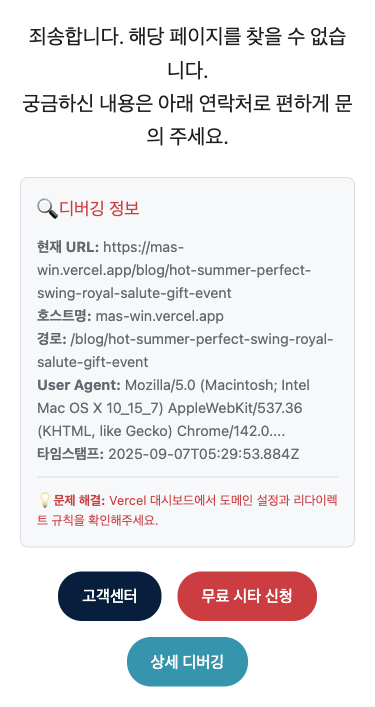 죄송합니다. 해당 페이지를 찾을 수 없습
니다.
궁금하신 내용은 아래 연락처로 편하게 문
의 주세요.
🔍디버깅 정보
현재 URL: https://mas-
win.vercel.app/blog/hot-summer-perfect-
swing-royal-salute-gift-event
호스트명: mas-win.vercel.app
경로: /blog/hot-summer-perfect-swing-royal-
salute-gift-event
User Agent: Mozilla/5.0 (Macintosh; Intel
Mac OS X 10_15_7) AppleWebKit/537.36
(KHTML, like Gecko) Chrome/142.0....
타임스탬프: 2025-09-07T05:29:53.884Z
💡문제 해결: Vercel 대시보드에서 도메인 설정과 리다이렉
트 규칙을 확인해주세요.
고객센터
무료 시타 신청
상세 디버깅